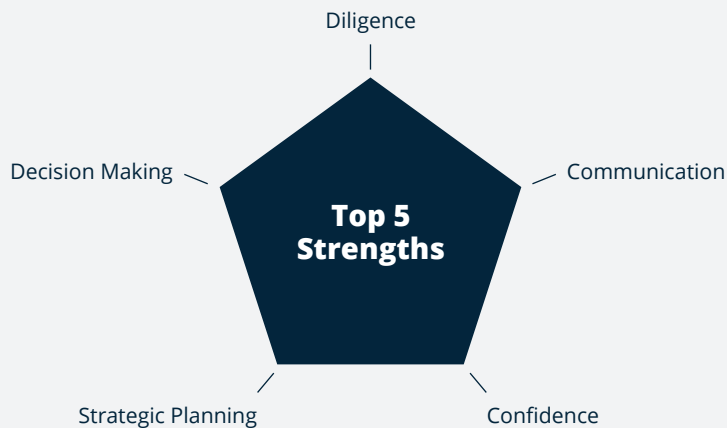 Diligence
Decision Making
Communication
Top 5
Strengths
Strategic Planning
Confidence